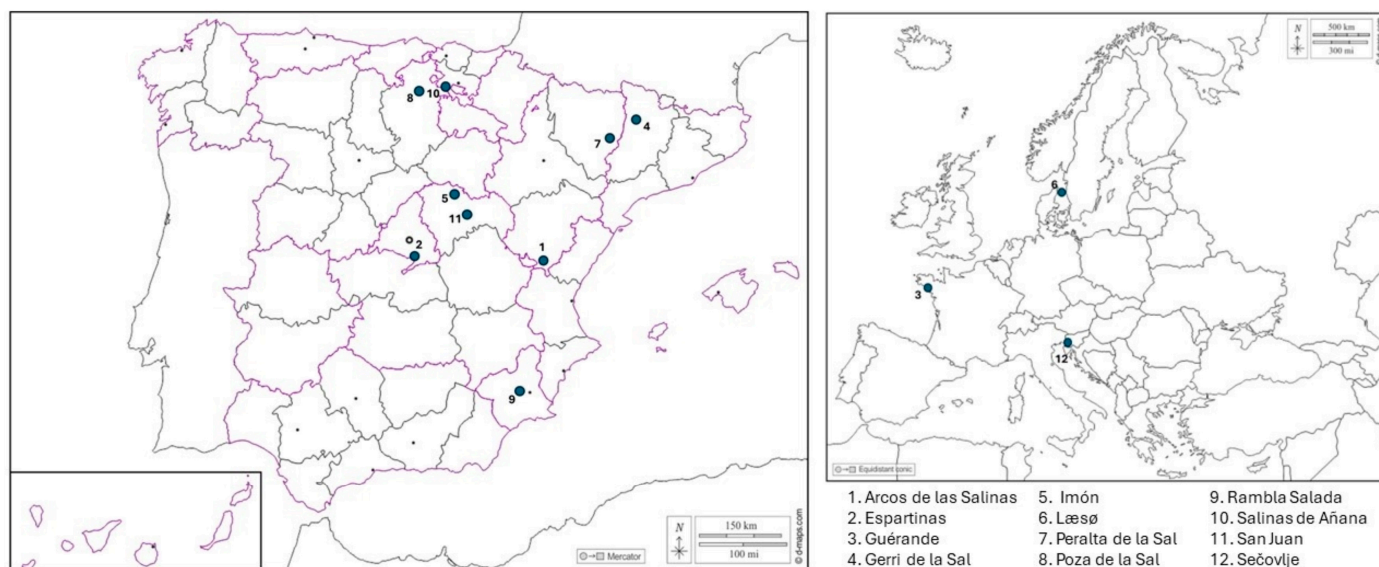 8
10
4
7
5
11
2
1
9
N
150 km
100 mi
Mercator
© d-maps.com
500 km
300 mi
N
6
3
12
Equidistant conic
1. Arcos de las Salinas
2. Espartinas
3. Guérande
4. Gerri de la Sal
5. Imón
6. Læsø
7. Peralta de la Sal
8. Poza de la Sal
9. Rambla Salada
10. Salinas de Añana
11. San Juan
12. Sečovlje